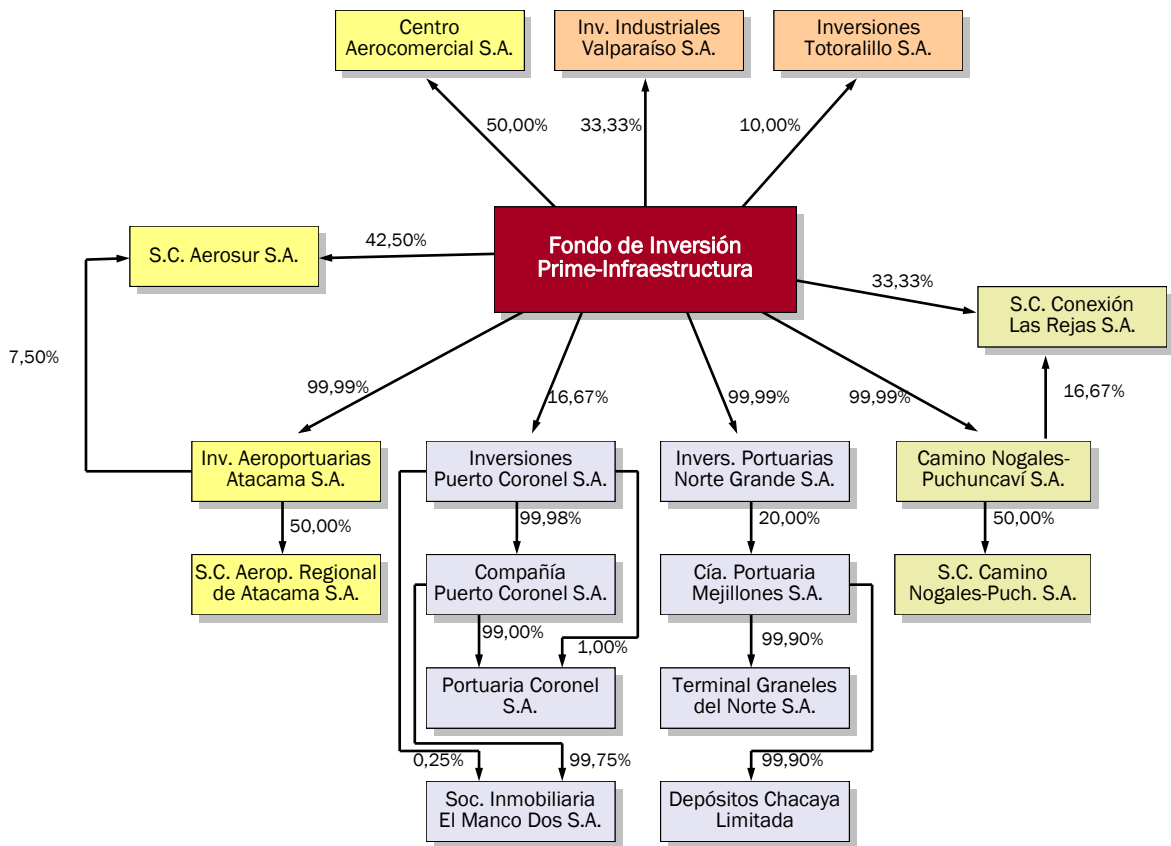 Centro
Aerocomercial S.A.
Inv. Industriales
Valparaíso S.A.
Inversiones
Totoralillo S.A.
50,00%
33,33%
10,00%
Fondo de Inversión
Prime-Infraestructura
S.C. Aerosur S.A.
42,50%
33,33%
S.C. Conexión
Las Rejas S.A.
7,50%
99,99%
16,67%
99,99%
99,99%
16,67%
Inv. Aeroportuarias
Atacama S.A.
Inversiones
Puerto Coronel S.A.
Invers. Portuarias
Norte Grande S.A.
Camino Nogales-
Puchuncaví S.A.
50,00%
99,98%
20,00%
50,00%
S.C. Aerop. Regional
de Atacama S.A.
Compañía
Puerto Coronel S.A.
Cía. Portuaria
Mejillones S.A.
S.C. Camino
Nogales-Puch. S.A.
99,00%
1,00%
99,90%
Portuaria Coronel
S.A.
Terminal Graneles
del Norte S.A.
0,25%
99,75%
99,90%
Soc. Inmobiliaria
El Manco Dos S.A.
Depósitos Chacaya
Limitada